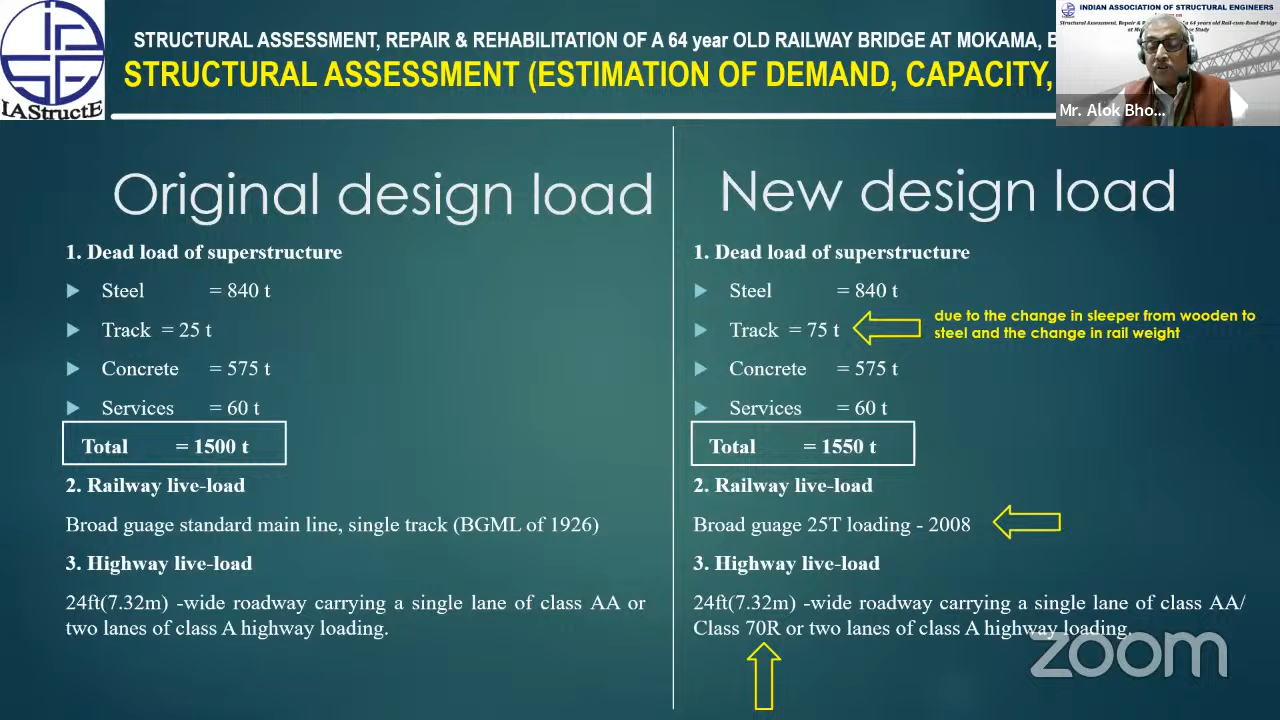 IAStructE
STRUCTURAL ASSESSMENT, REPAIR & REHABILITATION OF A 64 year OLD RAILWAY BRIDGE AT MOKAMA, B
STRUCTURAL ASSESSMENT (ESTIMATION OF DEMAND, CAPACITY,
INDIAN ASSOCIATION OF STRUCTURAL ENGINEERS
Mr. Alok Bho...
Original design load
1. Dead load of superstructure
Steel = 840 t
Track = 25 t
Concrete = 575 t
Services = 60 t
Total = 1500 t
2. Railway live-load
Broad guage standard main line, single track (BGML of 1926)
3. Highway live-load
24ft(7.32m) -wide roadway carrying a single lane of class AA or
two lanes of class A highway loading.
New design load
1. Dead load of superstructure
Steel = 840 t
Track = 75 t
due to the change in sleeper from wooden to
steel and the change in rail weight
Concrete = 575 t
Services = 60 t
Total = 1550 t
2. Railway live-load
Broad guage 25T loading - 2008
3. Highway live-load
24ft(7.32m) -wide roadway carrying a single lane of class AA/
Class 70R or two lanes of class A highway loading.
zoom